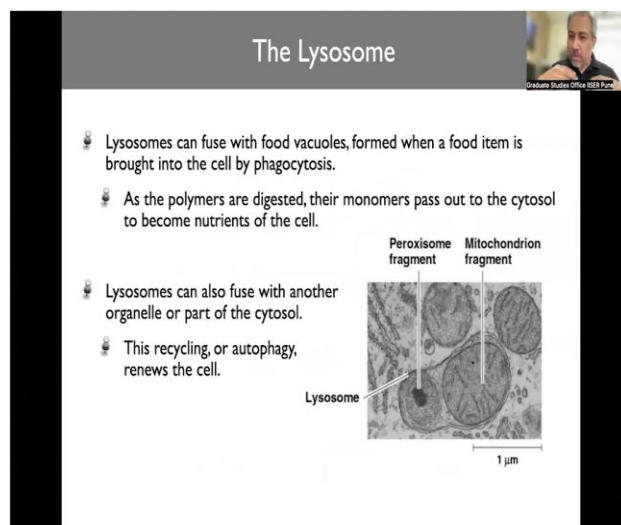 The Lysosome
Graduate Studies Office IISER Pune
Lysosomes can fuse with food vacuoles, formed when a food item is
brought into the cell by phagocytosis.
As the polymers are digested, their monomers pass out to the cytosol
to become nutrients of the cell.
Peroxisome
fragment
Mitochondrion
fragment
Lysosomes can also fuse with another
organelle or part of the cytosol.
This recycling, or autophagy,
renews the cell.
Lysosome
1 μm